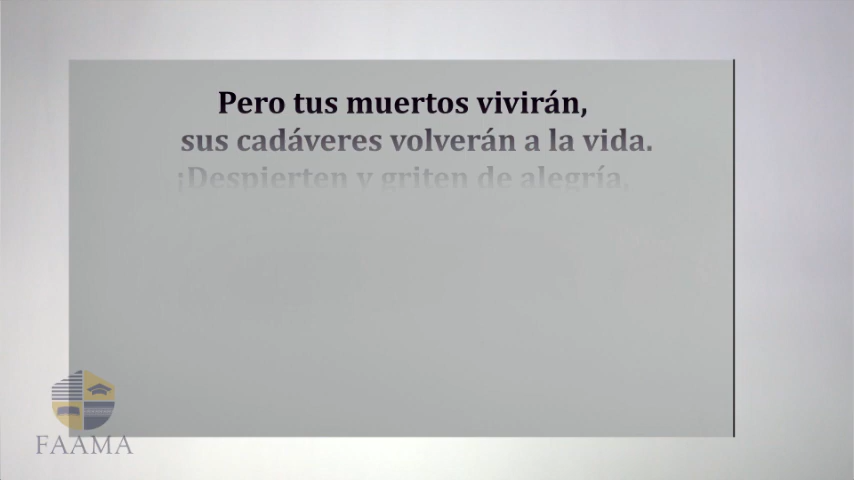 Pero tus muertos vivirán,
sus cadáveres volverán a la vida.
¡Despierten y griten de alegría,
FAAMA